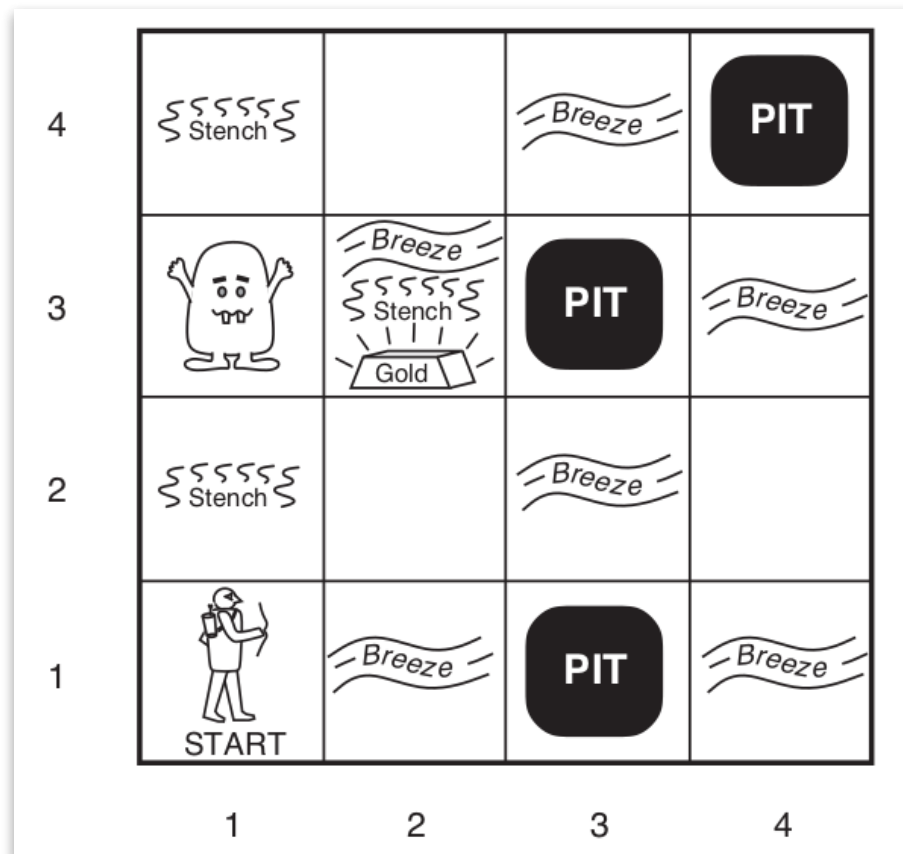 4
Stench
Breeze
PIT
3
Breeze
Stench
Gold
PIT
Breeze
2
Stench
Breeze
1
START
Breeze
PIT
Breeze
1 2 3 4